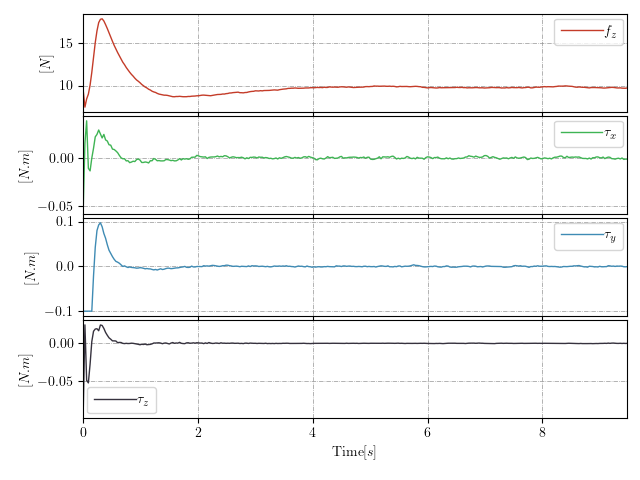 15
10
[N]
f_z
0.00
−0.05
[N.m]
τ_x
0.1
0.0
−0.1
[N.m]
τ_y
0.00
−0.05
[N.m]
τ_z
0 2 4 6 8
Time[s]